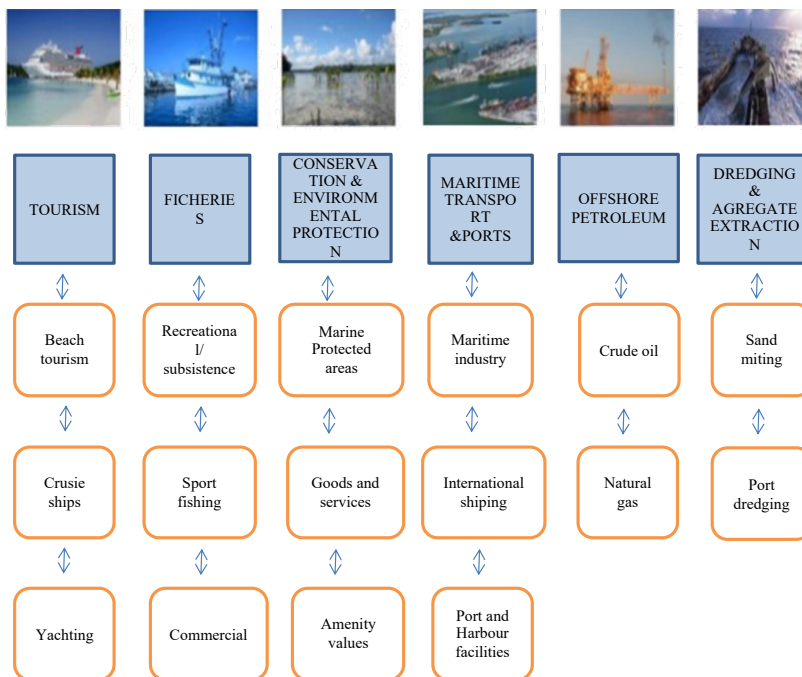 TOURISM
FICHERIE
S
CONSERVA
TION &
ENVIRONM
ENTAL
PROTECTIO
N
MARITIME
TRANSPO
RT
&PORTS
OFFSHORE
PETROLEUM
DREDGING
&
AGREGATE
EXTRACTIO
N
Beach
tourism
Recreationa
l/
subsistence
Marine
Protected
areas
Maritime
industry
Crude oil
Sand
miting
Crusie
ships
Sport
fishing
Goods and
services
International
shiping
Natural
gas
Port
dredging
Yachting
Commercial
Amenity
values
Port and
Harbour
facilities